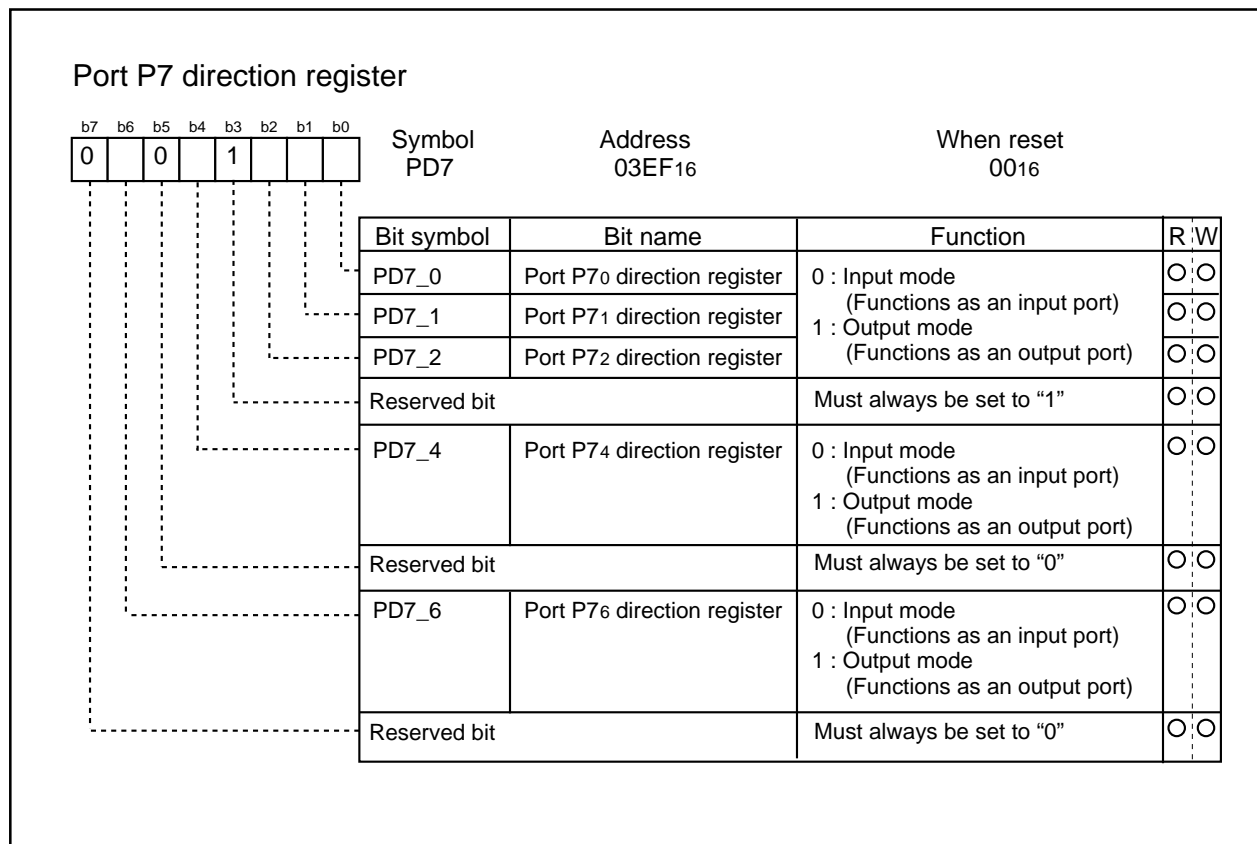 Port P7 direction register
b7 b6 b5 b4 b3 b2 b1 b0
0 0 1
Symbol Address When reset
PD7 03EF16 0016
Bit symbol Bit name Function R W
PD7_0 Port P70 direction register 0 : Input mode
(Functions as an input port)
PD7_1 Port P71 direction register 1 : Output mode
PD7_2 Port P72 direction register (Functions as an output port)
Reserved bit Must always be set to “1”
PD7_4 Port P74 direction register 0 : Input mode
(Functions as an input port)
1 : Output mode
(Functions as an output port)
Reserved bit Must always be set to “0”
PD7_6 Port P76 direction register 0 : Input mode
(Functions as an input port)
1 : Output mode
(Functions as an output port)
Reserved bit Must always be set to “0”